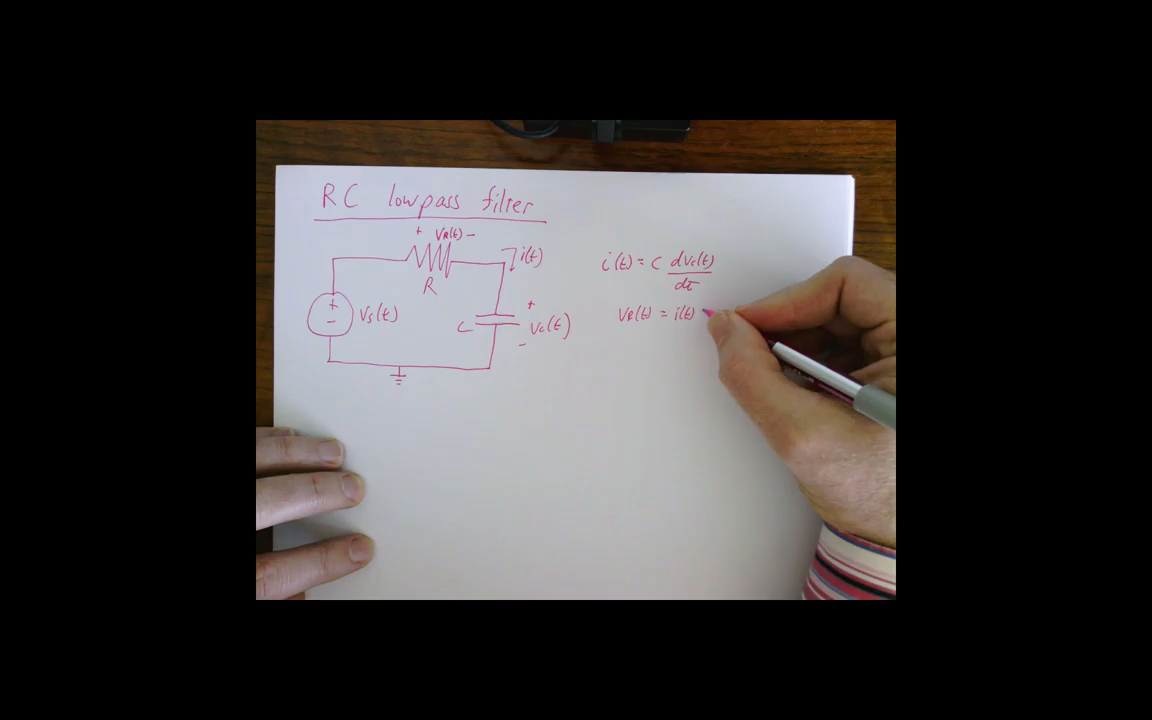 RC lowpass filter
+ VR(t) -
i(t)
R
+
- Vs(t)
+
C Vc(t)
-
i(t) = C dVc(t)
dt
VR(t) = i(t)